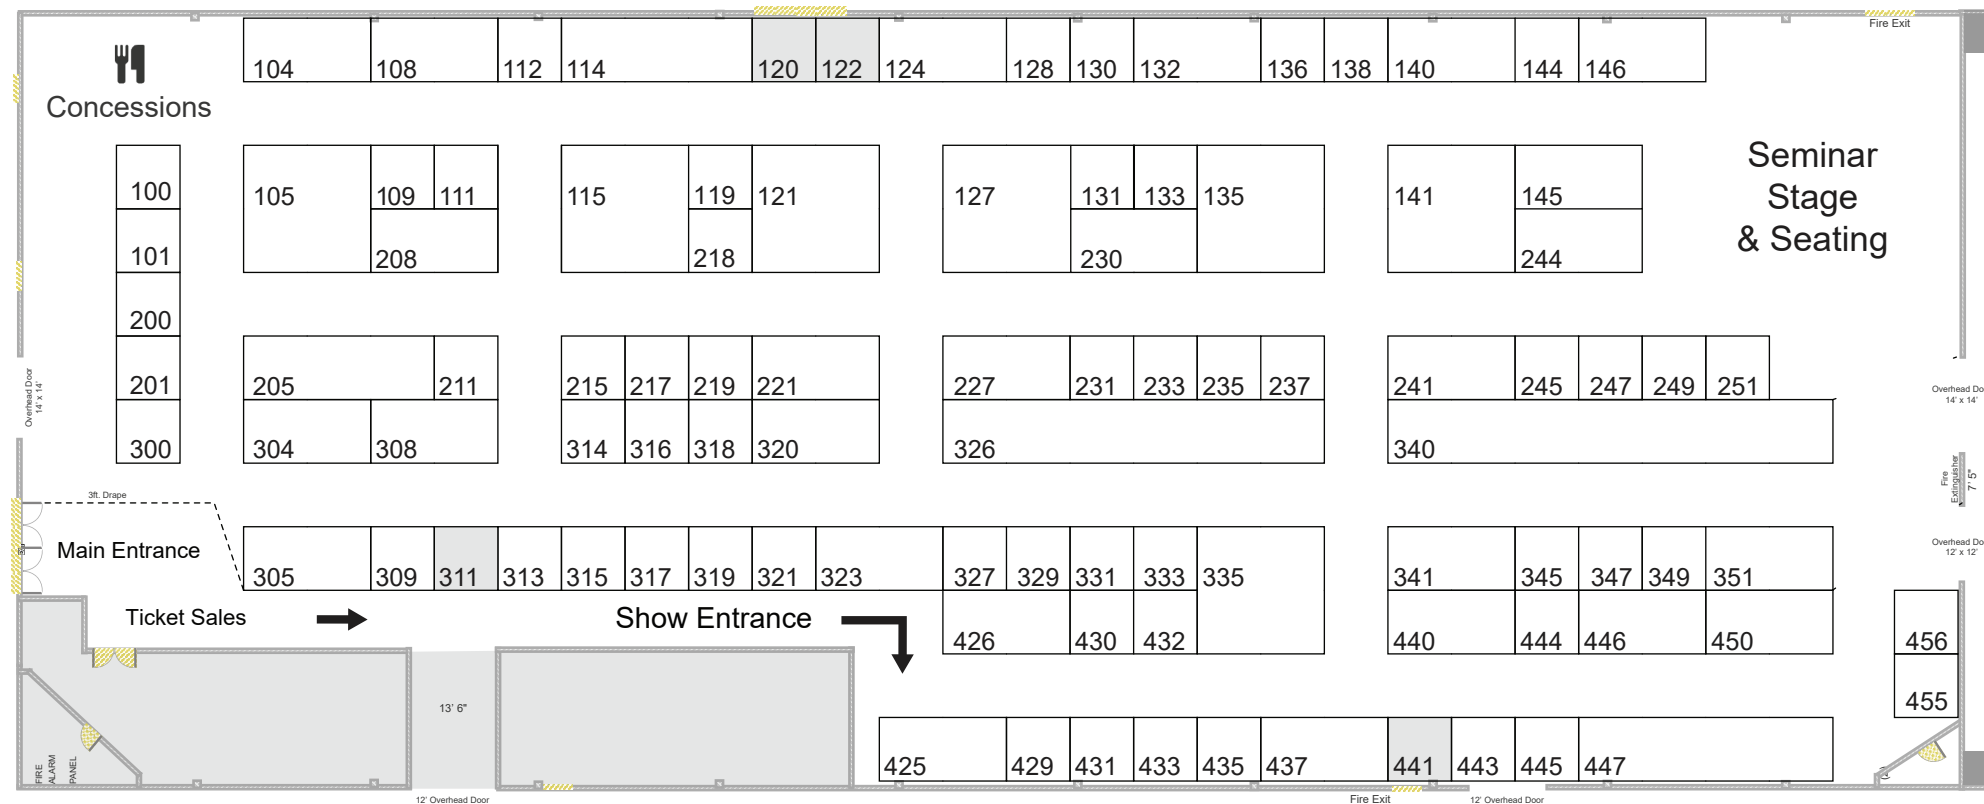 Fire Exit
104 108 112 114 120 122 124 128 130 132 136 138 140 144 146
Concessions
Seminar
Stage
& Seating
100
101
200
201
300
105 109 111 115 119 121 127 131 133 135 141 145
208 218 230 244
205 211 215 217 219 221 227 231 233 235 237 241 245 247 249 251
304 308 314 316 318 320 326 340
Overhead Door
14' x 14'
Overhead Do
14' x 14'
Fire
Extinguisher
7' 5"
3ft. Drape
Main Entrance
Overhead Do
12' x 12'
305 309 311 313 315 317 319 321 323 327 329 331 333 335 341 345 347 349 351
Ticket Sales
Show Entrance
426 430 432 440 444 446 450 456
455
13' 6"
FIRE
ALARM
PANEL
425 429 431 433 435 437 441 443 445 447
12' Overhead Door
Fire Exit
12' Overhead Door